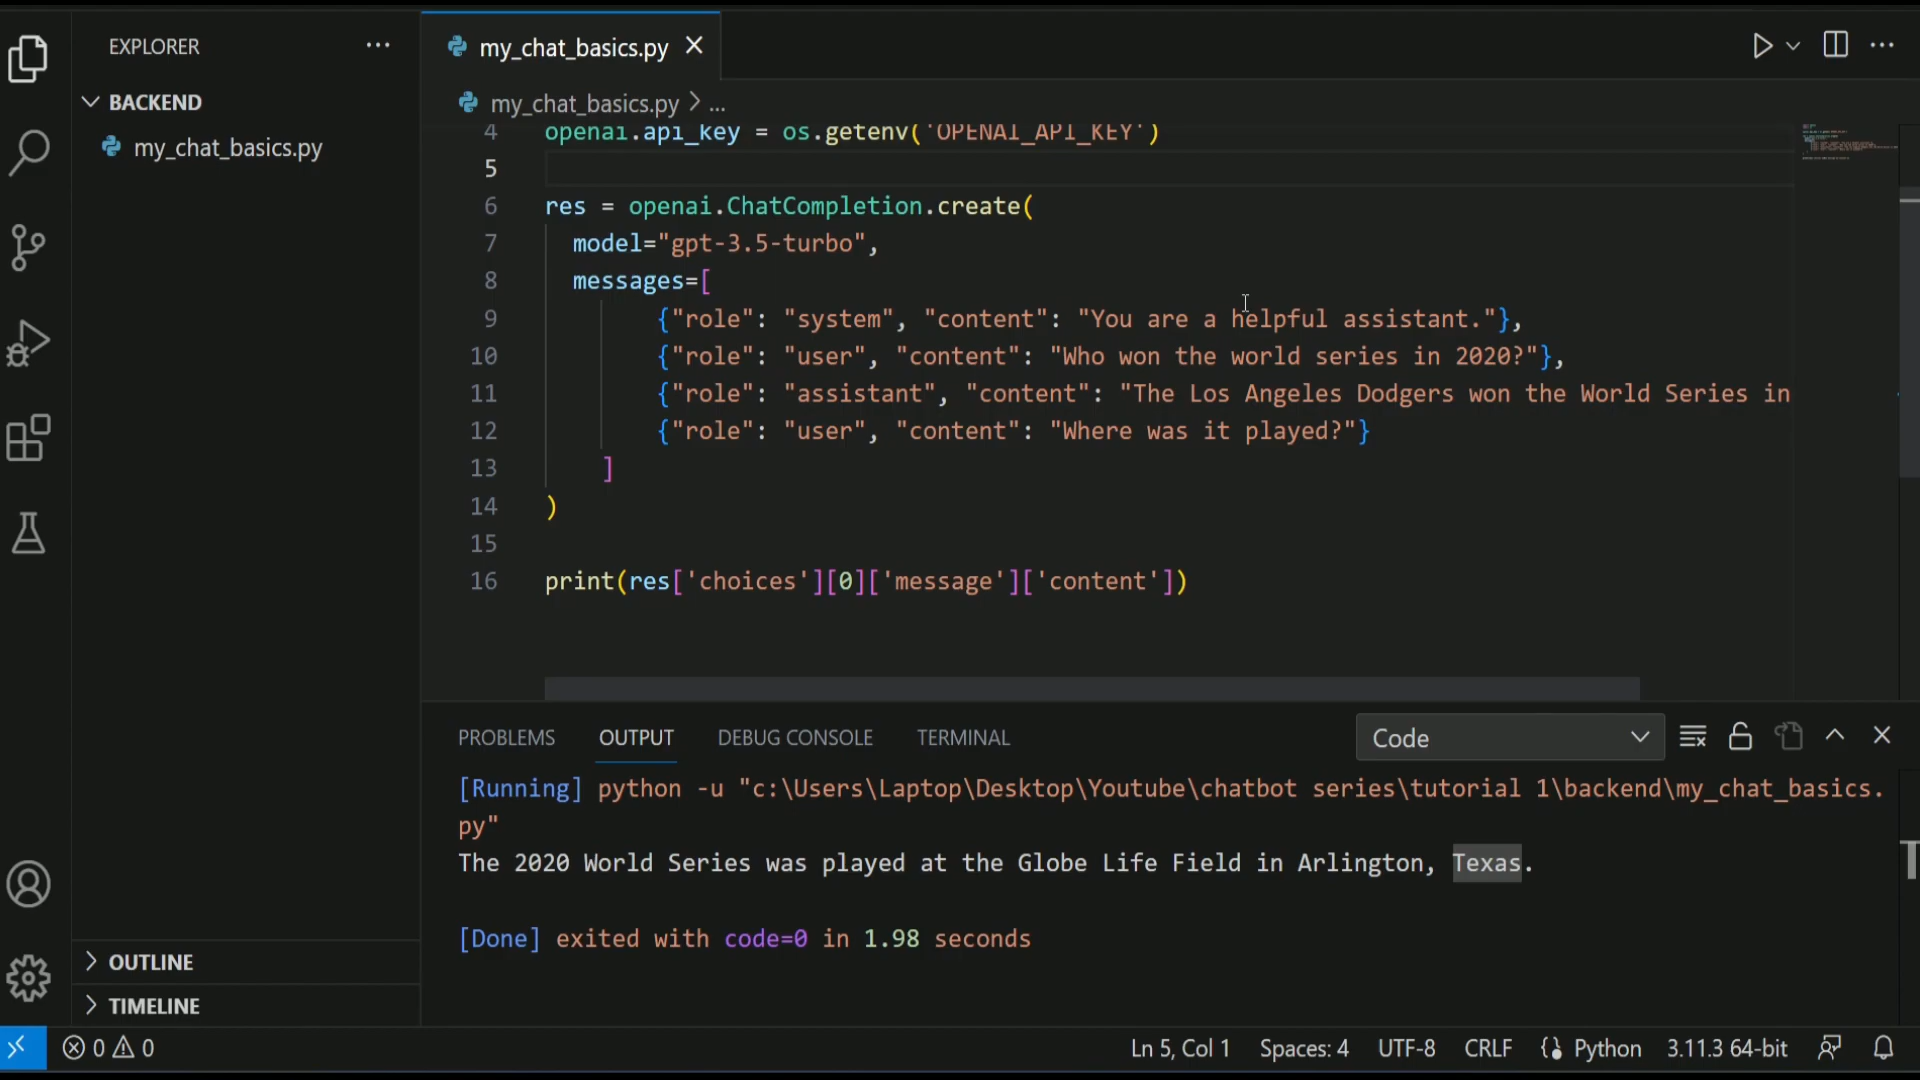 EXPLORER
BACKEND
my_chat_basics.py
OUTLINE
TIMELINE
my_chat_basics.py
my_chat_basics.py > ...
4 openai.api_key = os.getenv('OPENAI_API_KEY')
5
6 res = openai.ChatCompletion.create(
7 model="gpt-3.5-turbo",
8 messages=[
9 {"role": "system", "content": "You are a helpful assistant."},
10 {"role": "user", "content": "Who won the world series in 2020?"},
11 {"role": "assistant", "content": "The Los Angeles Dodgers won the World Series in
12 {"role": "user", "content": "Where was it played?"}
13 ]
14 )
15
16 print(res['choices'][0]['message']['content'])
PROBLEMS OUTPUT DEBUG CONSOLE TERMINAL
Code
[Running] python -u "c:\Users\Laptop\Desktop\Youtube\chatbot series\tutorial 1\backend\my_chat_basics.
py"
The 2020 World Series was played at the Globe Life Field in Arlington, Texas.
[Done] exited with code=0 in 1.98 seconds
0 0
Ln 5, Col 1 Spaces: 4 UTF-8 CRLF Python 3.11.3 64-bit